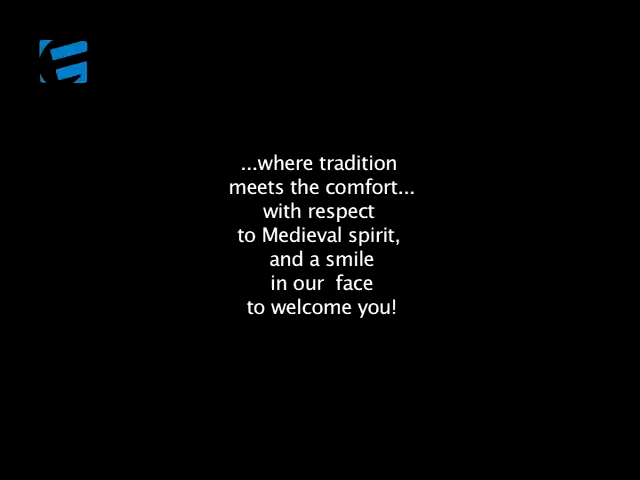 ...where tradition
meets the comfort...
with respect
to Medieval spirit,
and a smile
in our  face
to welcome you!